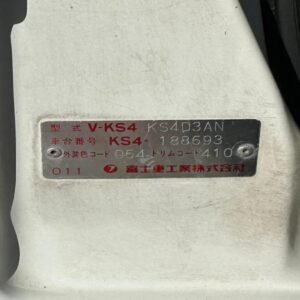 型式 V-KS4 KS4D3AN
車台番号 KS4-188693
外装色コード 054 トリムコード 410
011 富士重工業株式会社